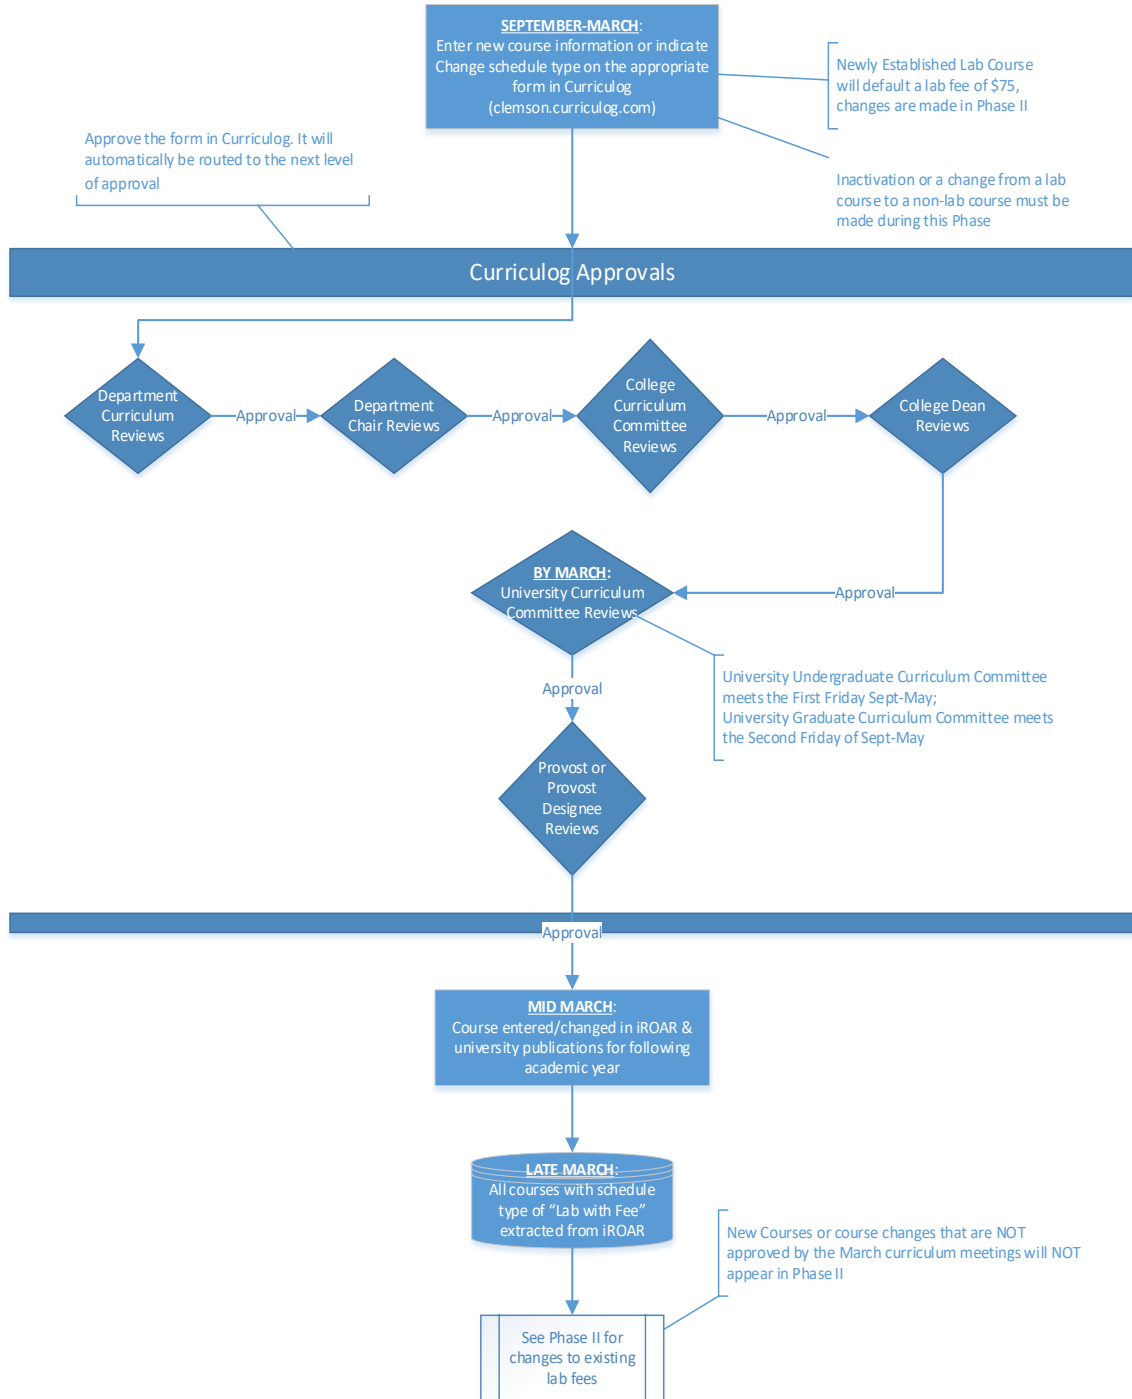 SEPTEMBER-MARCH:
Enter new course information or indicate
Change schedule type on the appropriate
form in Curriculog
(clemson.curriculog.com)
Newly Established Lab Course
will default a lab fee of $75,
changes are made in Phase II
Inactivation or a change from a lab
course to a non-lab course must be
made during this Phase
Approve the form in Curriculog. It will
automatically be routed to the next level
of approval
Curriculog Approvals
Department
Curriculum
Reviews
Approval
Department
Chair Reviews
Approval
College
Curriculum
Committee
Reviews
Approval
College Dean
Reviews
Approval
BY MARCH:
University Curriculum
Committee Reviews
University Undergraduate Curriculum Committee
meets the First Friday Sept-May;
University Graduate Curriculum Committee meets
the Second Friday of Sept-May
Approval
Provost or
Provost
Designee
Reviews
Approval
MID MARCH:
Course entered/changed in iROAR &
university publications for following
academic year
LATE MARCH:
All courses with schedule
type of “Lab with Fee”
extracted from iROAR
New Courses or course changes that are NOT
approved by the March curriculum meetings will NOT
appear in Phase II
See Phase II for
changes to existing
lab fees